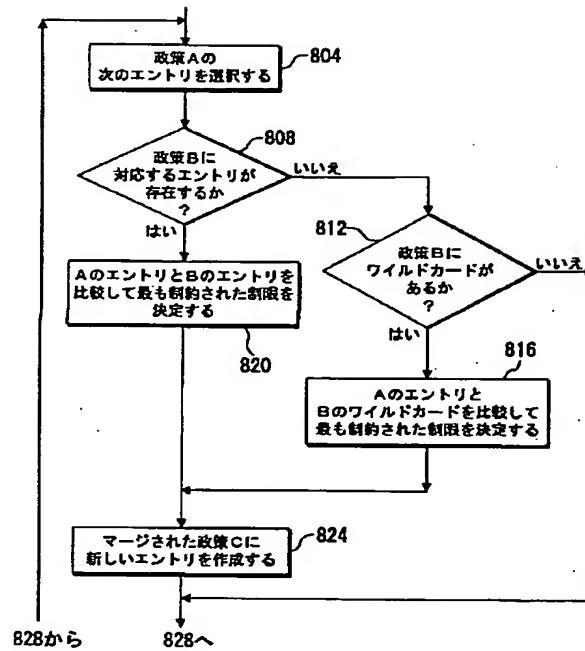 政策Aの
次のエントリを選択する
804
政策Bに
対応するエントリが
存在するか
?
808
いいえ
はい
812
政策Bに
ワイルドカードが
あるか
?
いいえ
はい
AのエントリとBのエントリを
比較して最も制約された制限を
決定する
820
816
Aのエントリと
Bのワイルドカードを比較して
最も制約された制限を決定する
マージされた政策Cに
新しいエントリを作成する
824
828から
828へ